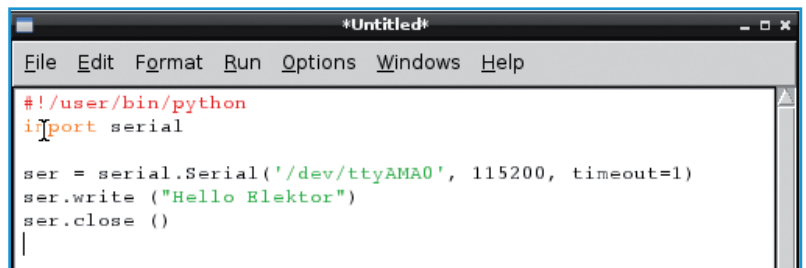 *Untitled*
File Edit Format Run Options Windows Help
#!/user/bin/python
import serial
ser = serial.Serial('/dev/ttyAMA0', 115200, timeout=1)
ser.write ("Hello Elektor")
ser.close ()